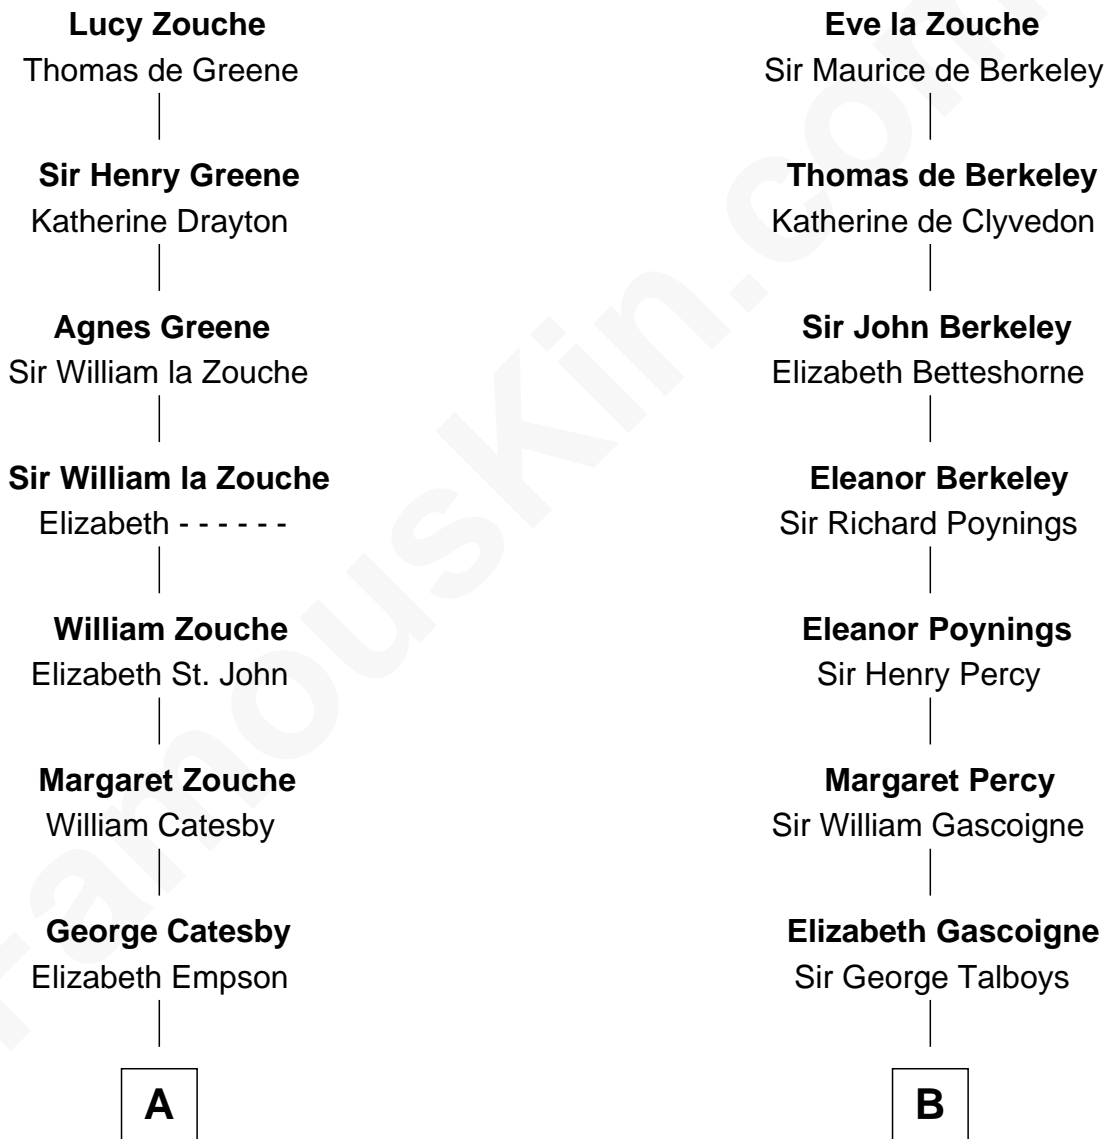 Lucy Zouche
Thomas de Greene
Sir Henry Greene
Katherine Drayton
Agnes Greene
Sir William la Zouche
Sir William la Zouche
Elizabeth - - - - - -
William Zouche
Elizabeth St. John
Margaret Zouche
William Catesby
George Catesby
Elizabeth Empson
A
Eve la Zouche
Sir Maurice de Berkeley
Thomas de Berkeley
Katherine de Clyvedon
Sir John Berkeley
Elizabeth Betteshorne
Eleanor Berkeley
Sir Richard Poynings
Eleanor Poynings
Sir Henry Percy
Margaret Percy
Sir William Gascoigne
Elizabeth Gascoigne
Sir George Talboys
B
FamousKin.com